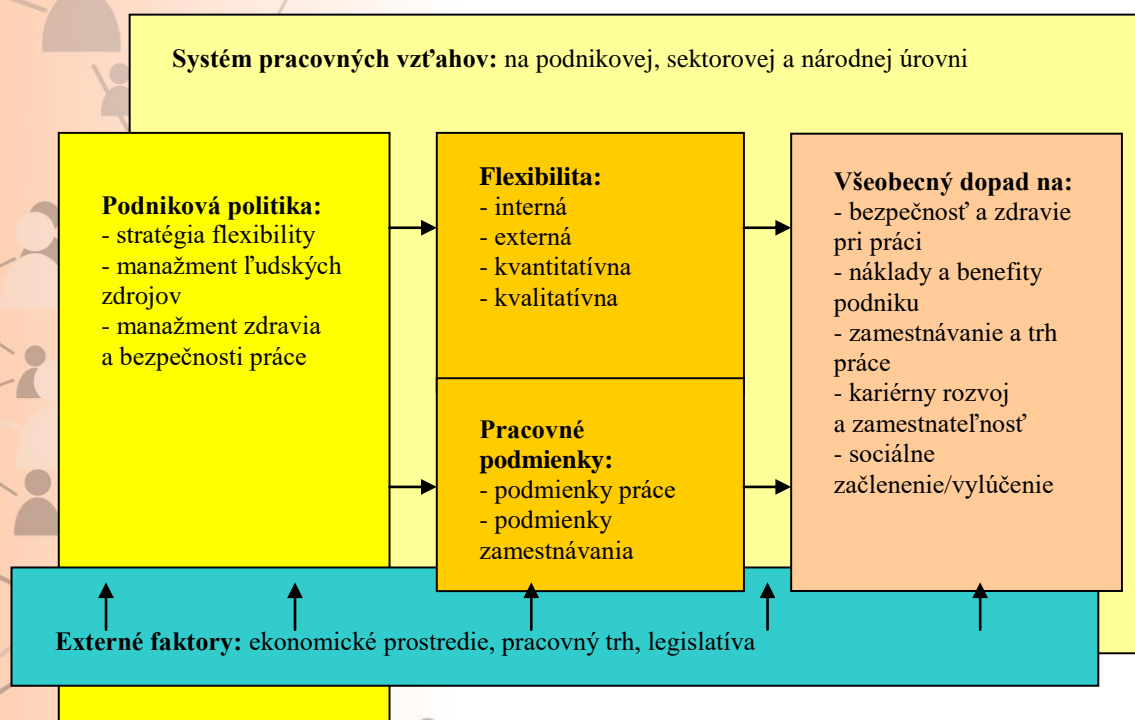 Systém pracovných vzťahov: na podnikovej, sektorovej a národnej úrovni
Podniková politika:
- stratégia flexibility
- manažment ľudských
zdrojov
- manažment zdravia
a bezpečnosti práce
Flexibilita:
- interná
- externá
- kvantitatívna
- kvalitatívna
Pracovné
podmienky:
- podmienky práce
- podmienky
zamestnávania
Všeobecný dopad na:
- bezpečnosť a zdravie
pri práci
- náklady a benefity
podniku
- zamestnávanie a trh
práce
- kariérny rozvoj
a zamestnateľnosť
- sociálne
začlenenie/vylúčenie
Externé faktory: ekonomické prostredie, pracovný trh, legislatíva